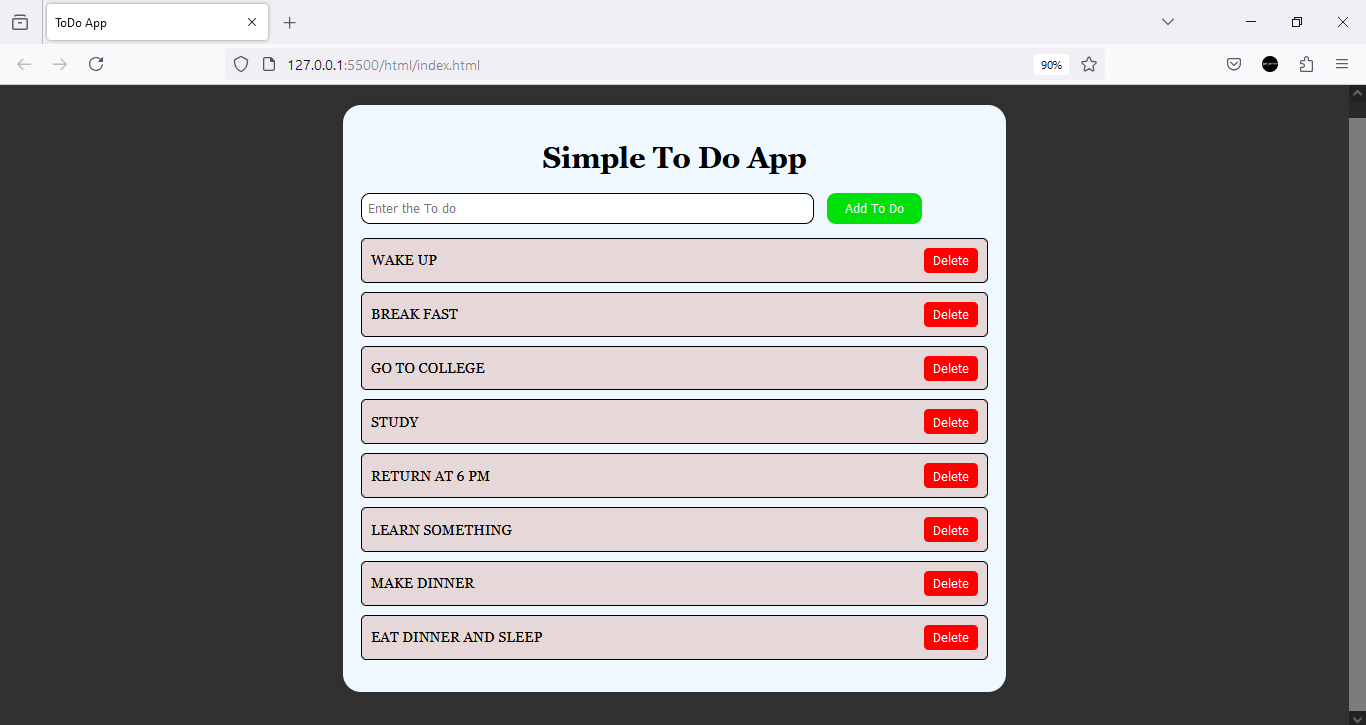 ToDo App
127.0.0.1:5500/html/index.html
90%
Simple To Do App
Enter the To do
Add To Do
WAKE UP
Delete
BREAK FAST
Delete
GO TO COLLEGE
Delete
STUDY
Delete
RETURN AT 6 PM
Delete
LEARN SOMETHING
Delete
MAKE DINNER
Delete
EAT DINNER AND SLEEP
Delete